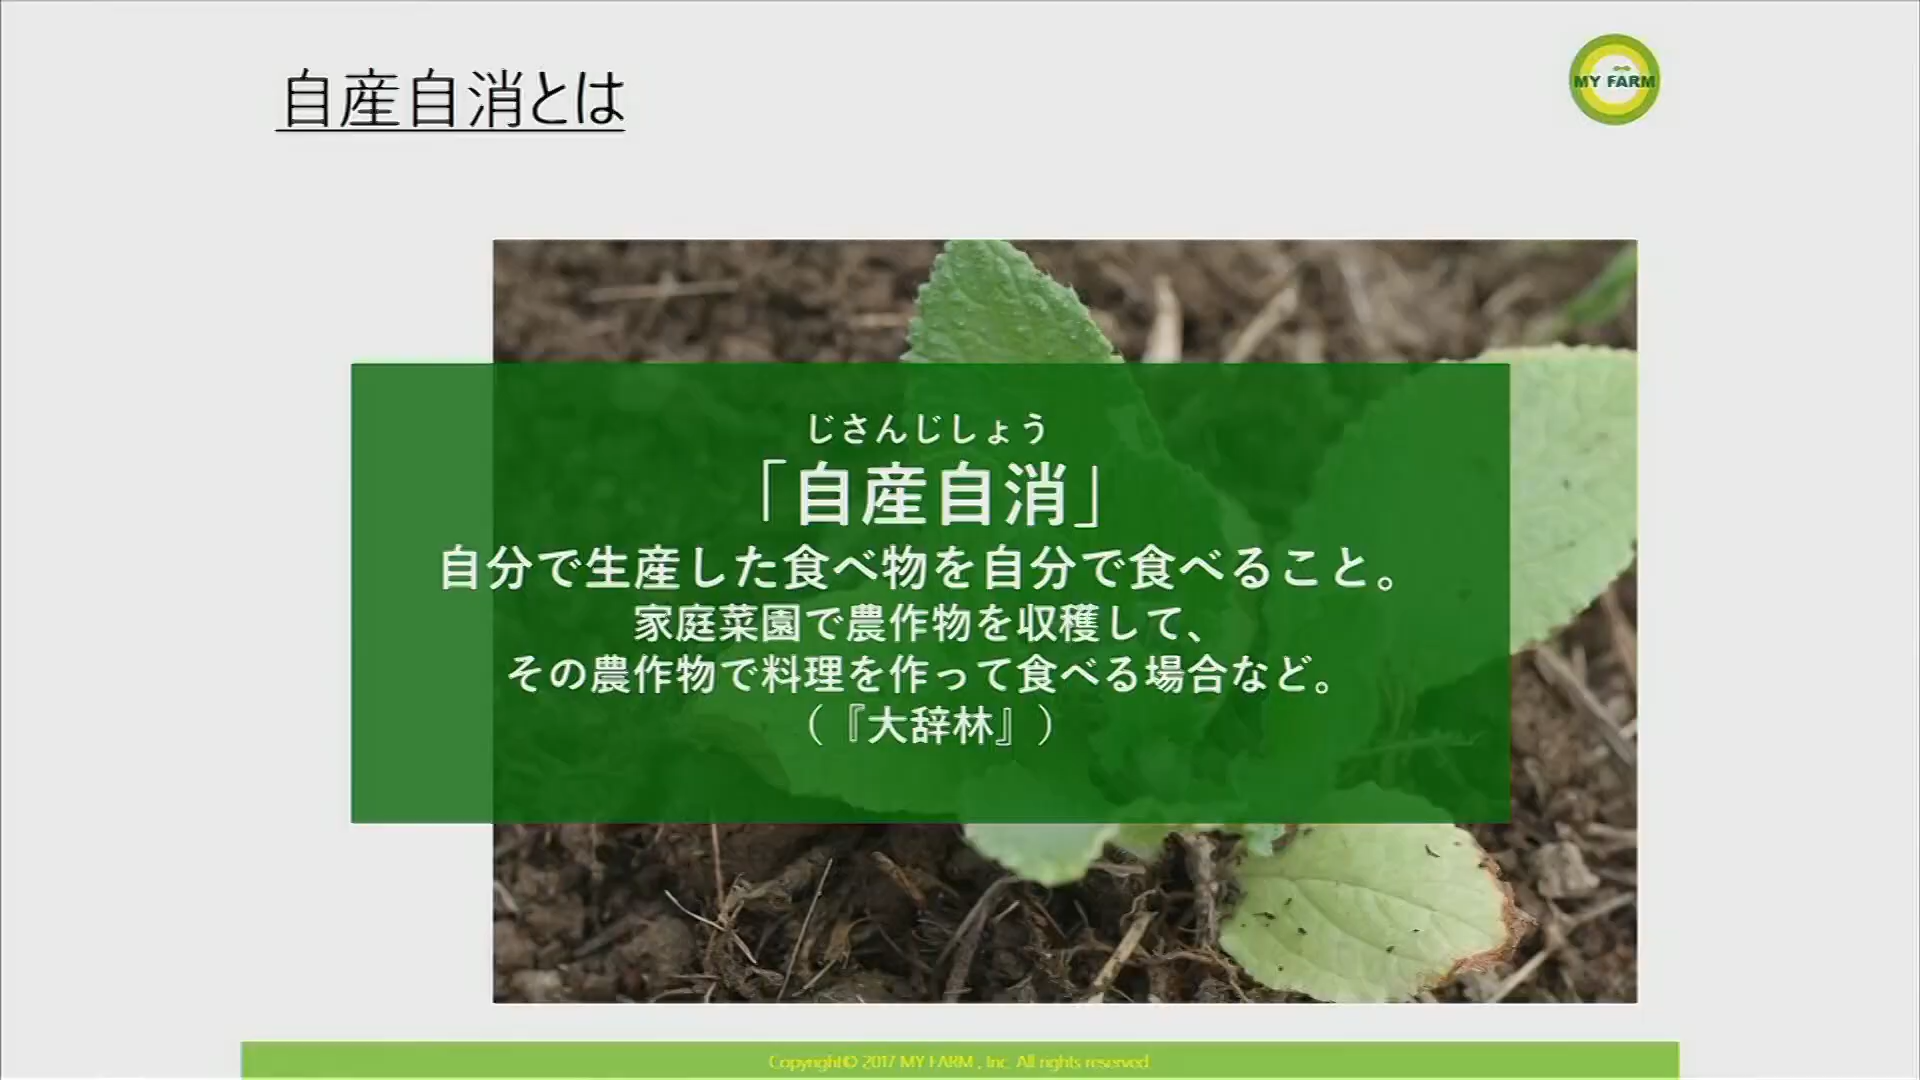 自産自消とは
MY FARM
じさんじしょう
「自産自消」
自分で生産した食べ物を自分で食べること。
家庭菜園で農作物を収穫して、
その農作物で料理を作って食べる場合など。
（『大辞林』）
Copyright© 2017 MY FARM , Inc. All rights reserved.